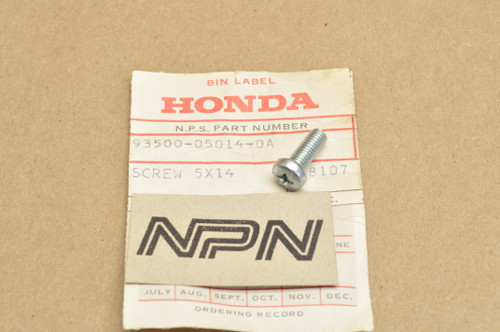 BIN LABEL
HONDA
N.P.S. PART NUMBER
93500-05014-0A
SCREW 5X14 8107
NPN
JULY AUG. SEPT. OCT. NOV. DEC.
ORDERING RECORD